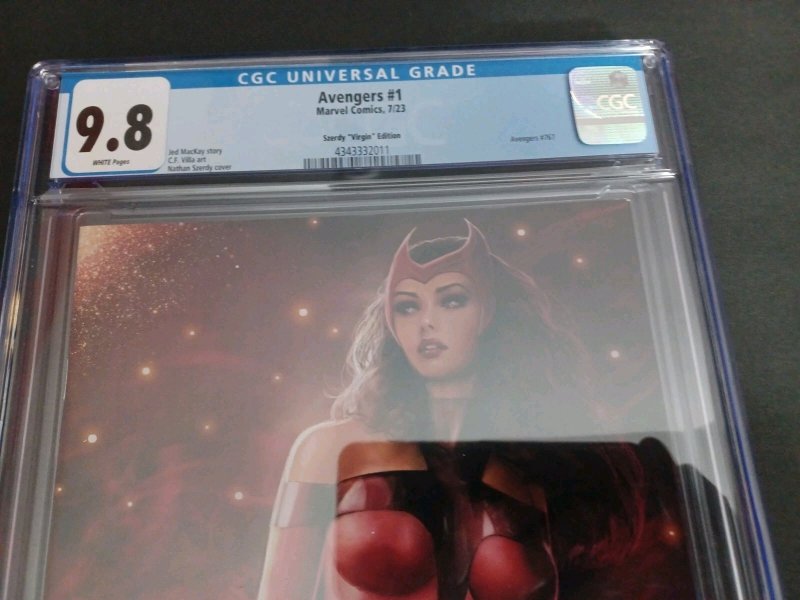 CGC UNIVERSAL GRADE
9.8
WHITE Pages
Avengers #1
Marvel Comics, 7/23
Szerdy "Virgin" Edition
4343332011
Jed MacKay story
C.F. Villa art
Nathan Szerdy cover
Avengers #767
CGC